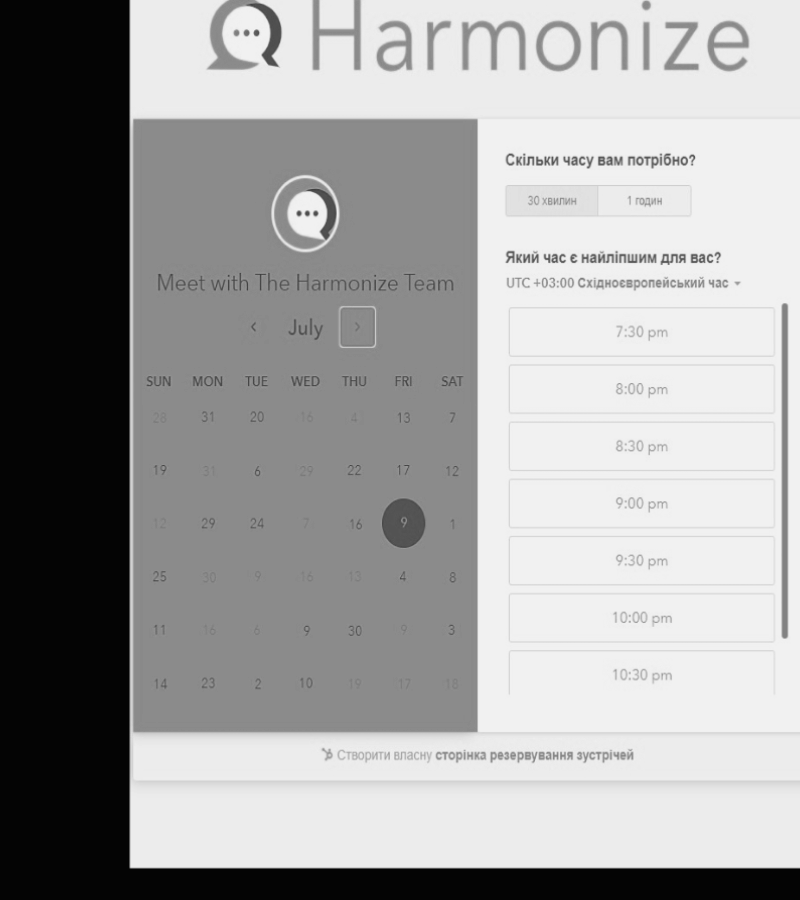 Harmonize
Meet with The Harmonize Team
July
SUN MON TUE WED THU FRI SAT
28 31 20 16 4 13 7
19 31 6 29 22 17 12
12 29 24 7 16 9 1
25 30 9 16 13 4 8
11 16 6 9 30 9 3
14 23 2 10 19 17 18
Скільки часу вам потрібно?
30 хвилин 1 годин
Який час є найліпшим для вас?
UTC +03:00 Східноєвропейський час
7:30 pm
8:00 pm
8:30 pm
9:00 pm
9:30 pm
10:00 pm
10:30 pm
Створити власну сторінка резервування зустрічей